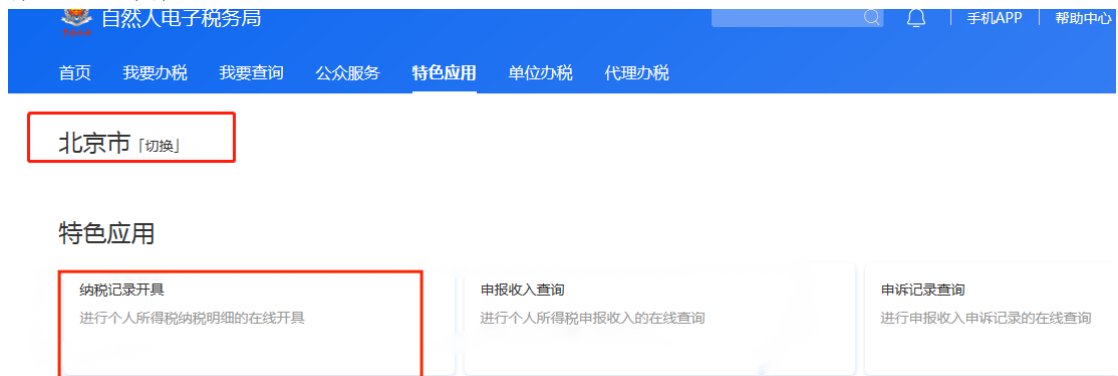 自然人电子税务局
手机APP 帮助中心
首页 我要办税 我要查询 公众服务 特色应用 单位办税 代理办税
北京市「切换」
特色应用
纳税记录开具 申报收入查询 申诉记录查询
进行个人所得税纳税明细的在线开具 进行个人所得税申报收入的在线查询 进行申报收入申诉记录的在线查询